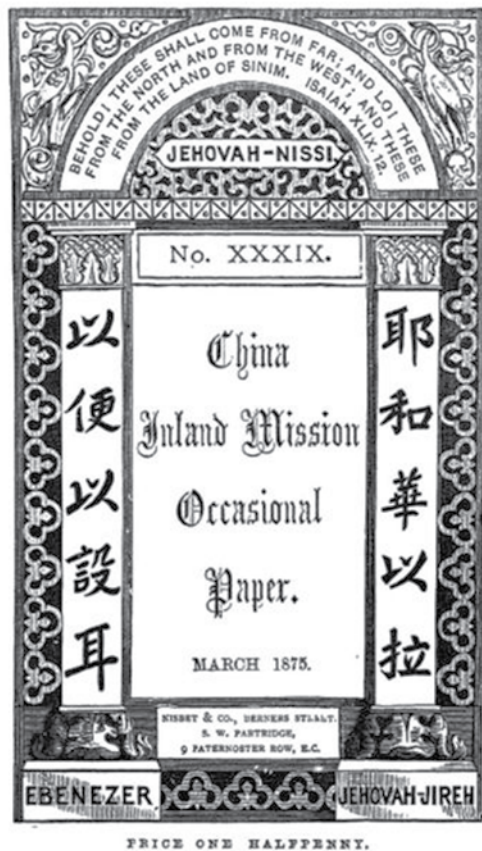 BEHOLD! THESE SHALL COME FROM FAR; AND LO! THESE
FROM THE NORTH AND FROM THE WEST; AND THESE
FROM THE LAND OF SINIM. ISAIAH XLIX.12.
JEHOVAH-NISSI.
No. XXXIX.
耶和華以拉
以便以設耳
China
Inland Mission
Occasional
Paper.
MARCH 1875.
NISBET & CO., BERNERS STREET.
S. W. PARTRIDGE,
9 PATERNOSTER ROW, E.C.
EBENEZER
JEHOVAH-JIREH
PRICE ONE HALFPENNY.